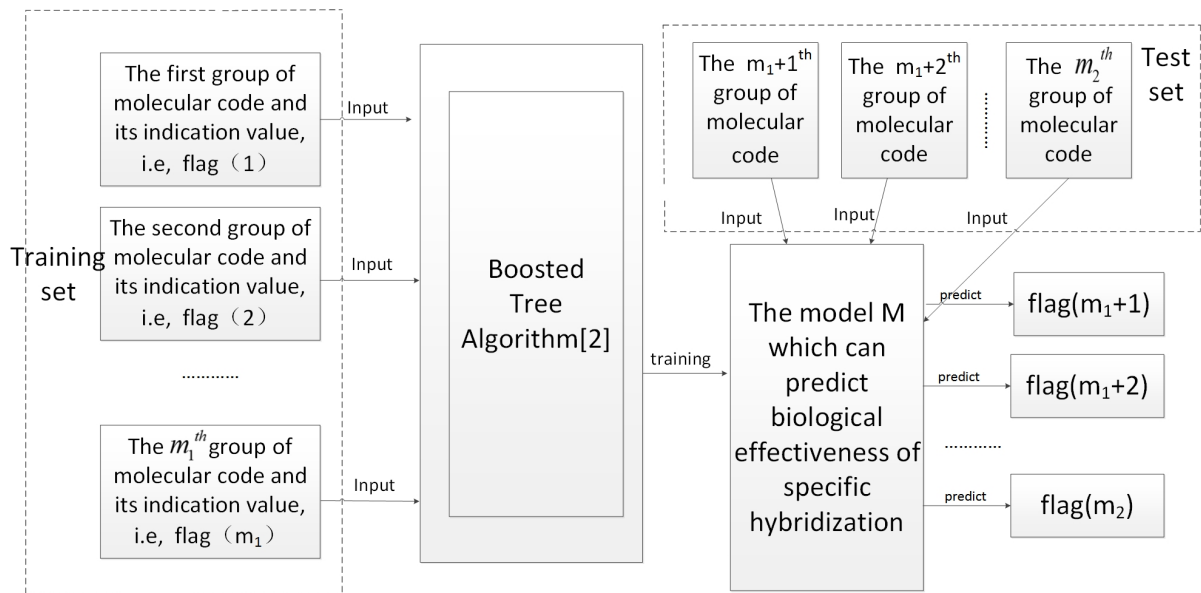 The first group of
molecular code and
its indication value,
i.e, flag（1）
Input
Training
set
The second group of
molecular code and
its indication value,
i.e, flag（2）
Input
…………
The m₁ᵗʰ group of
molecular code and
its indication value,
i.e, flag（m₁）
Input
Boosted
Tree
Algorithm[2]
training
The m₁+1ᵗʰ
group of
molecular
code
The m₁+2ᵗʰ
group of
molecular
code
………
The m₂ᵗʰ
group of
molecular
code
Test
set
Input
Input
Input
The model M
which can
predict
biological
effectiveness of
specific
hybridization
predict
flag(m₁+1)
predict
flag(m₁+2)
…………
predict
flag(m₂)